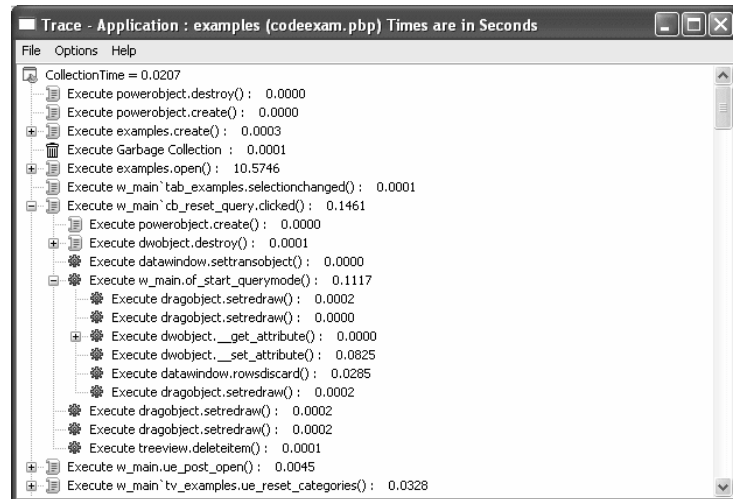 Trace - Application : examples (codeexam.pbp) Times are in Seconds
File Options Help
CollectionTime = 0.0207
Execute powerobject.destroy() : 0.0000
Execute powerobject.create() : 0.0000
Execute examples.create() : 0.0003
Execute Garbage Collection : 0.0001
Execute examples.open() : 10.5746
Execute w_main`tab_examples.selectionchanged() : 0.0001
Execute w_main`cb_reset_query.clicked() : 0.1461
Execute powerobject.create() : 0.0000
Execute dwobject.destroy() : 0.0001
Execute datawindow.settransobject() : 0.0000
Execute w_main.of_start_querymode() : 0.1117
Execute dragobject.setredraw() : 0.0002
Execute dragobject.setredraw() : 0.0000
Execute dwobject.__get_attribute() : 0.0000
Execute dwobject.__set_attribute() : 0.0825
Execute datawindow.rowsdiscard() : 0.0285
Execute dragobject.setredraw() : 0.0002
Execute dragobject.setredraw() : 0.0002
Execute dragobject.setredraw() : 0.0002
Execute treeview.deleteitem() : 0.0001
Execute w_main.ue_post_open() : 0.0045
Execute w_main`tv_examples.ue_reset_categories() : 0.0328